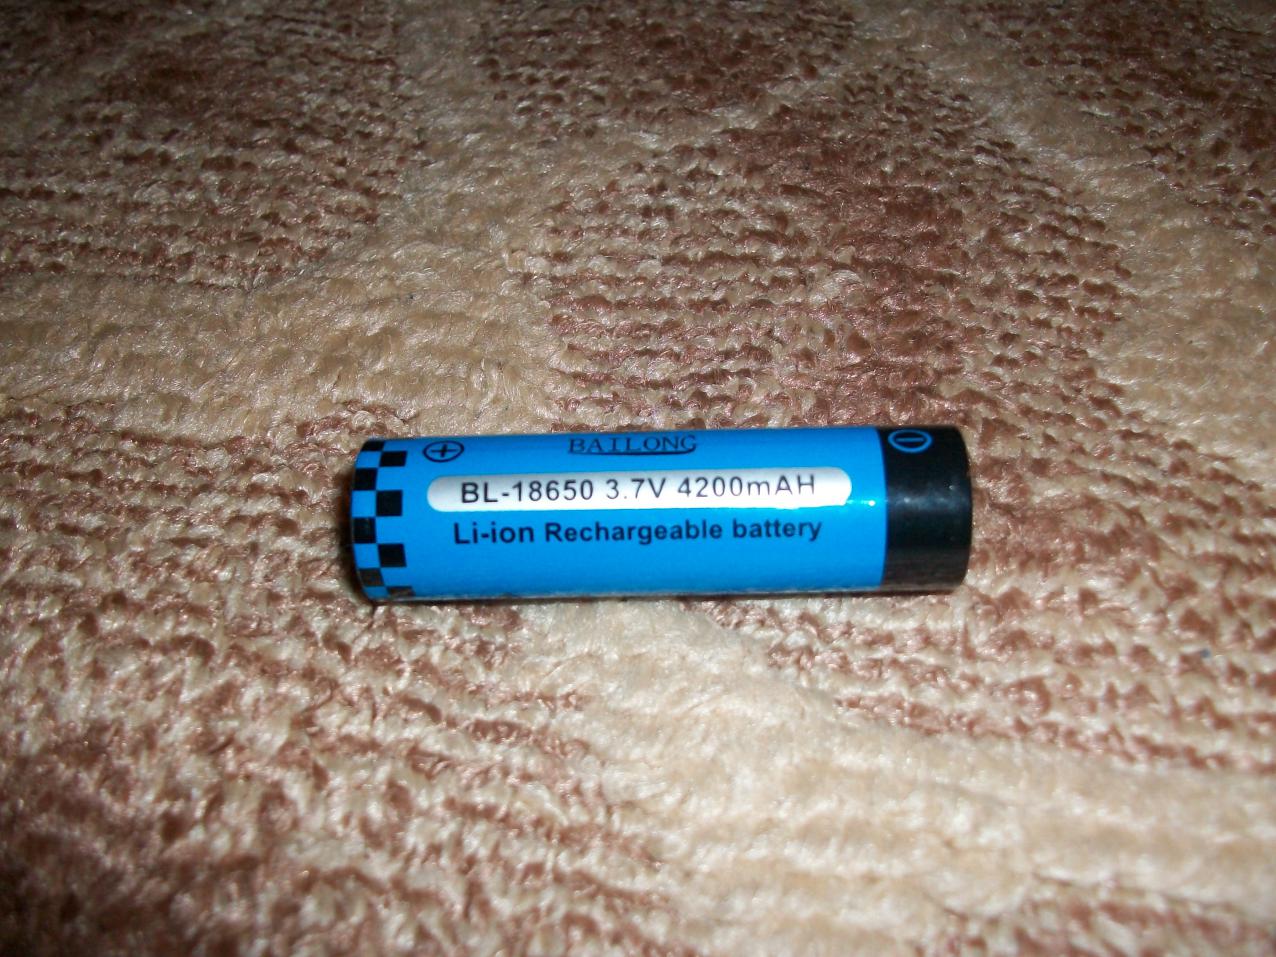 BAILONG
BL-18650 3.7V 4200mAH
Li-ion Rechargeable battery